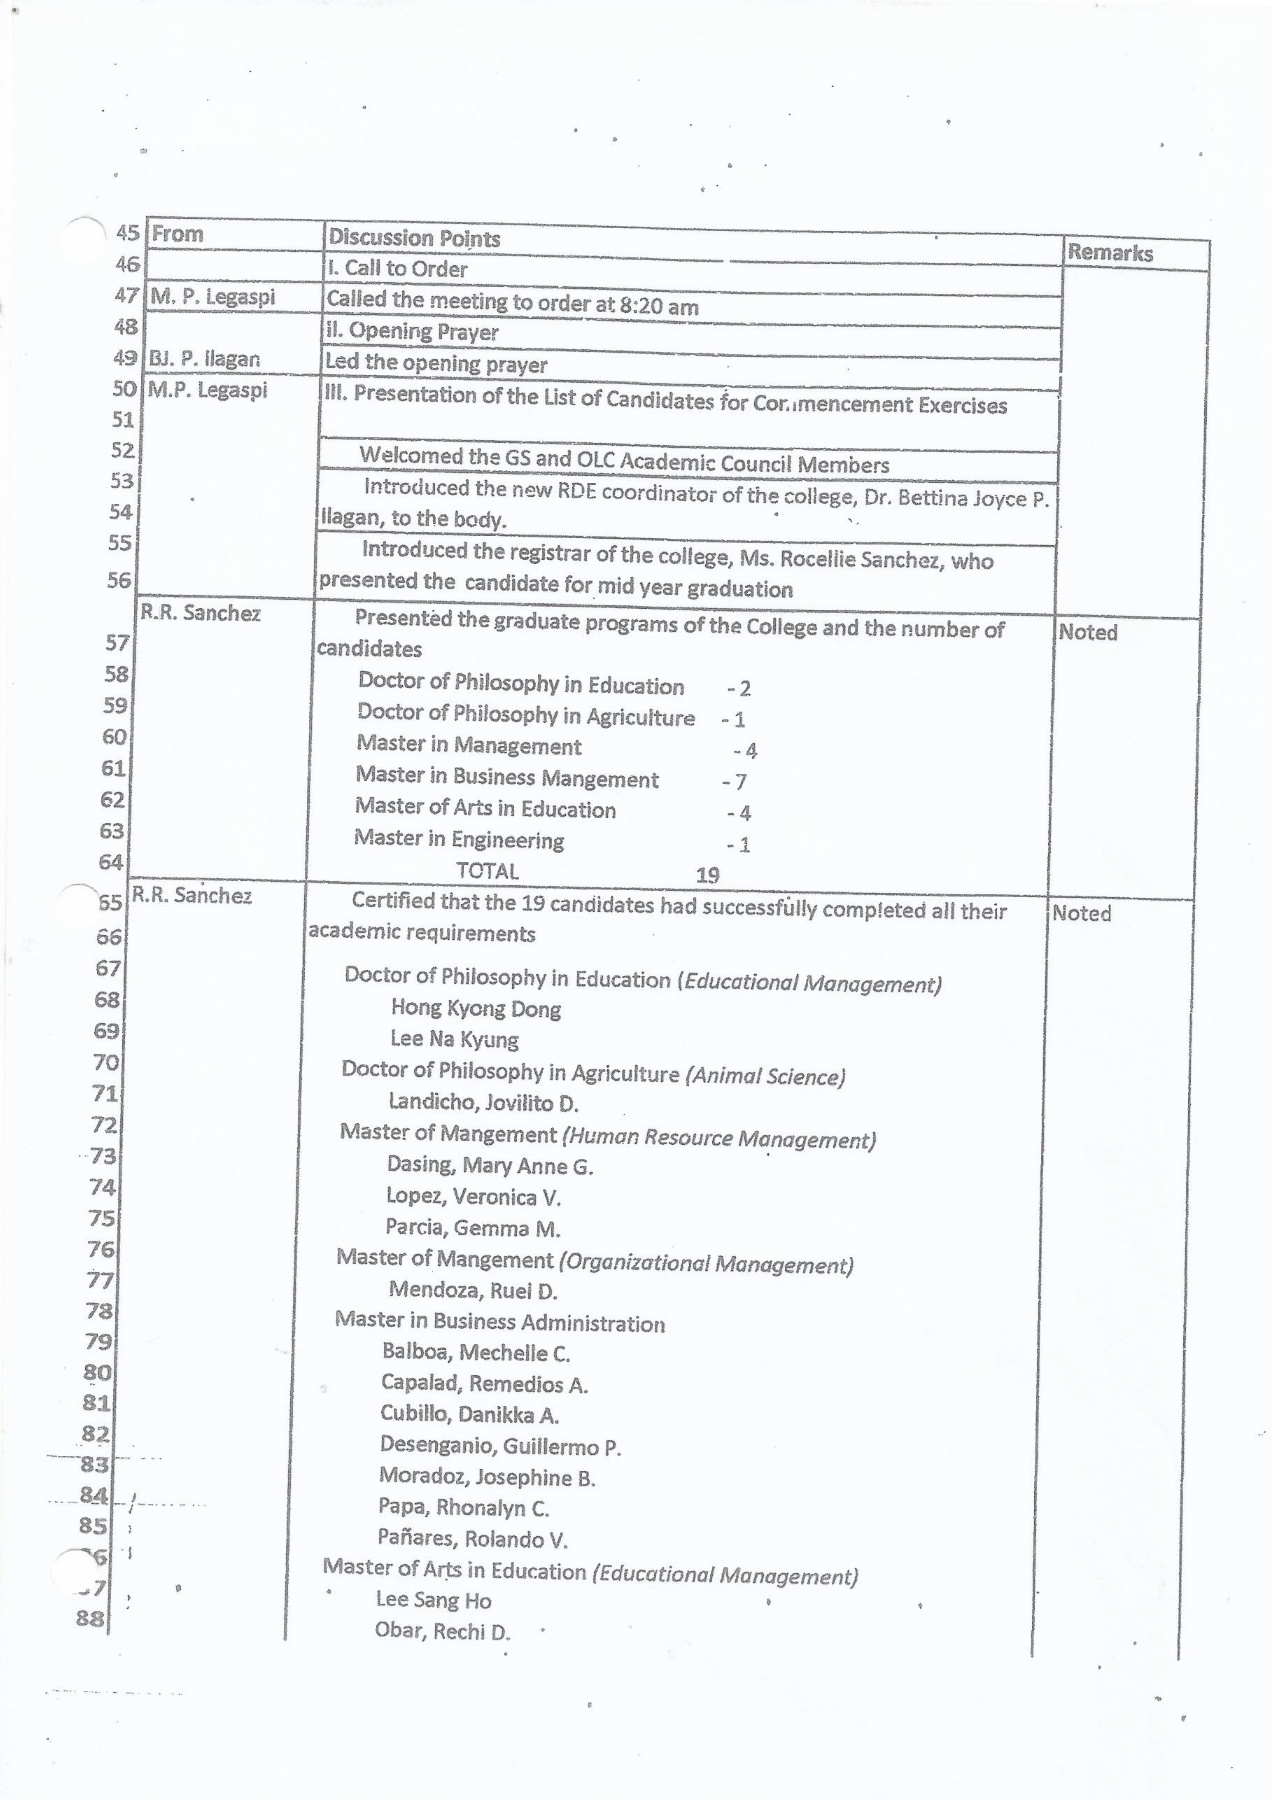 45 From Discussion Points Remarks
46 I. Call to Order
47 M. P. Legaspi Called the meeting to order at 8:20 am
48 II. Opening Prayer
49 BJ. P. Ilagan Led the opening prayer
50 M.P. Legaspi III. Presentation of the List of Candidates for Commencement Exercises
51
52 Welcomed the GS and OLC Academic Council Members
53 Introduced the new RDE coordinator of the college, Dr. Bettina Joyce P.
54 Ilagan, to the body.
55 Introduced the registrar of the college, Ms. Rocellie Sanchez, who
56 presented the candidate for mid year graduation
R.R. Sanchez Presented the graduate programs of the College and the number of Noted
57 candidates
58 Doctor of Philosophy in Education - 2
59 Doctor of Philosophy in Agriculture - 1
60 Master in Management - 4
61 Master in Business Mangement - 7
62 Master of Arts in Education - 4
63 Master in Engineering - 1
64 TOTAL 19
65 R.R. Sanchez Certified that the 19 candidates had successfully completed all their Noted
66 academic requirements
67 Doctor of Philosophy in Education (Educational Management)
68 Hong Kyong Dong
69 Lee Na Kyung
70 Doctor of Philosophy in Agriculture (Animal Science)
71 Landicho, Jovilito D.
72 Master of Mangement (Human Resource Management)
73 Dasing, Mary Anne G.
74 Lopez, Veronica V.
75 Parcia, Gemma M.
76 Master of Mangement (Organizational Management)
77 Mendoza, Ruel D.
78 Master in Business Administration
79 Balboa, Mechelle C.
80 Capalad, Remedios A.
81 Cubillo, Danikka A.
82 Desenganio, Guillermo P.
83 Moradoz, Josephine B.
84 Papa, Rhonalyn C.
85 Pañares, Rolando V.
6 Master of Arts in Education (Educational Management)
7 Lee Sang Ho
88 Obar, Rechi D.